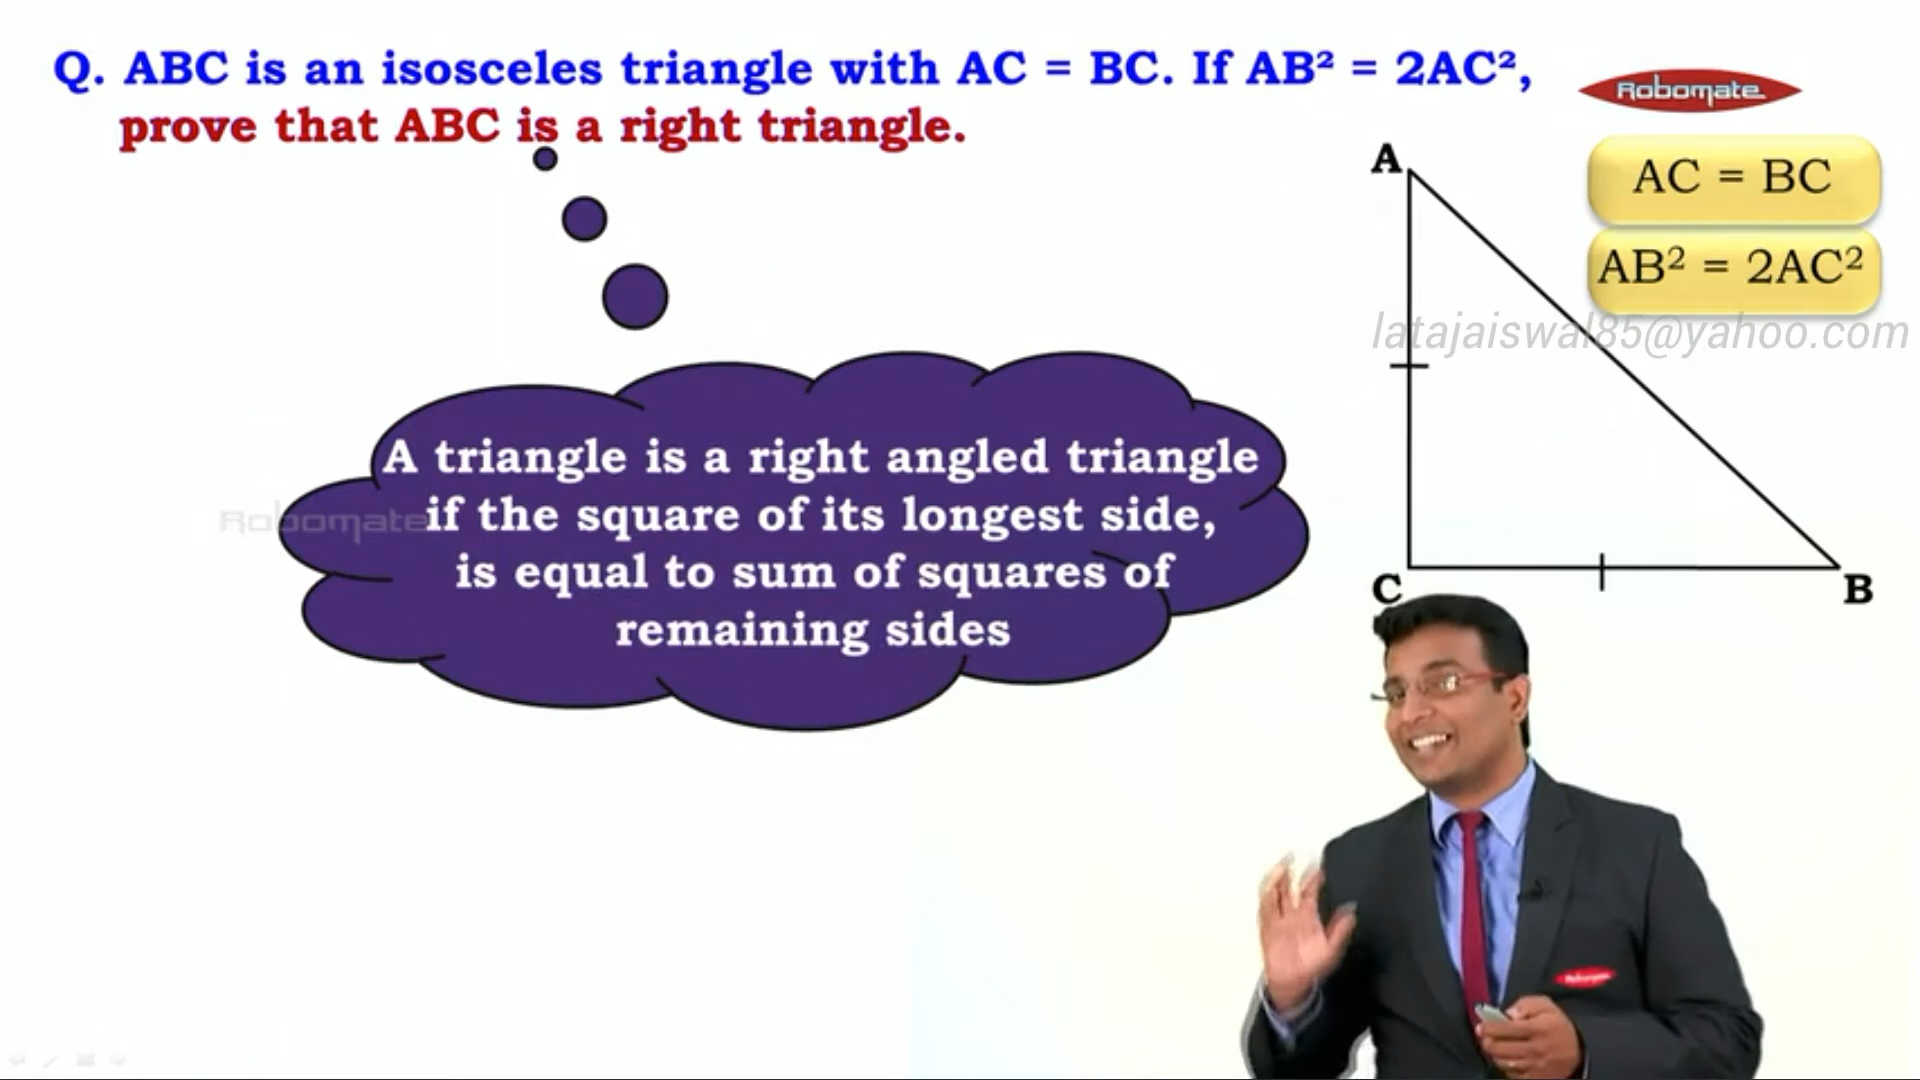 Q. ABC is an isosceles triangle with AC = BC. If AB² = 2AC²,
prove that ABC is a right triangle.
Robomate
AC = BC
AB² = 2AC²
latajaiswal85@yahoo.com
A
C
B
A triangle is a right angled triangle
if the square of its longest side,
is equal to sum of squares of
remaining sides
Robomate
Robomate